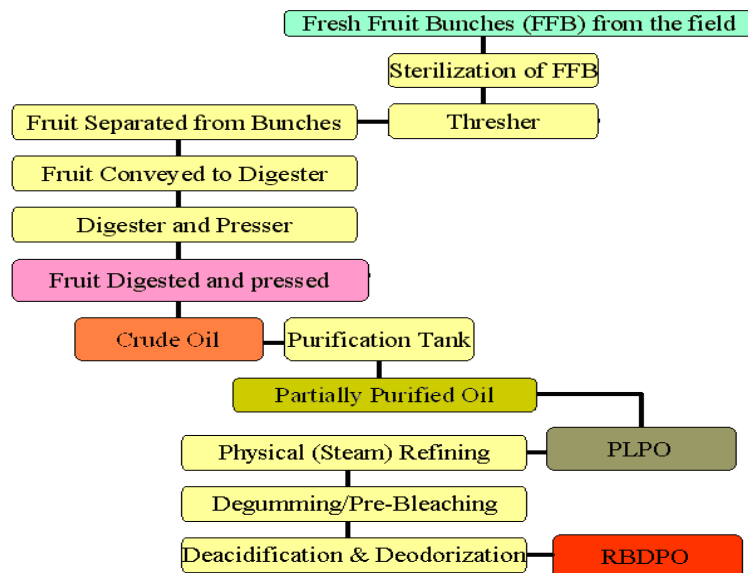 Fresh Fruit Bunches (FFB) from the field
Sterilization of FFB
Thresher
Fruit Separated from Bunches
Fruit Conveyed to Digester
Digester and Presser
Fruit Digested and pressed
Crude Oil
Purification Tank
Partially Purified Oil
PLPO
Physical (Steam) Refining
Degumming/Pre-Bleaching
Deacidification & Deodorization
RBDPO